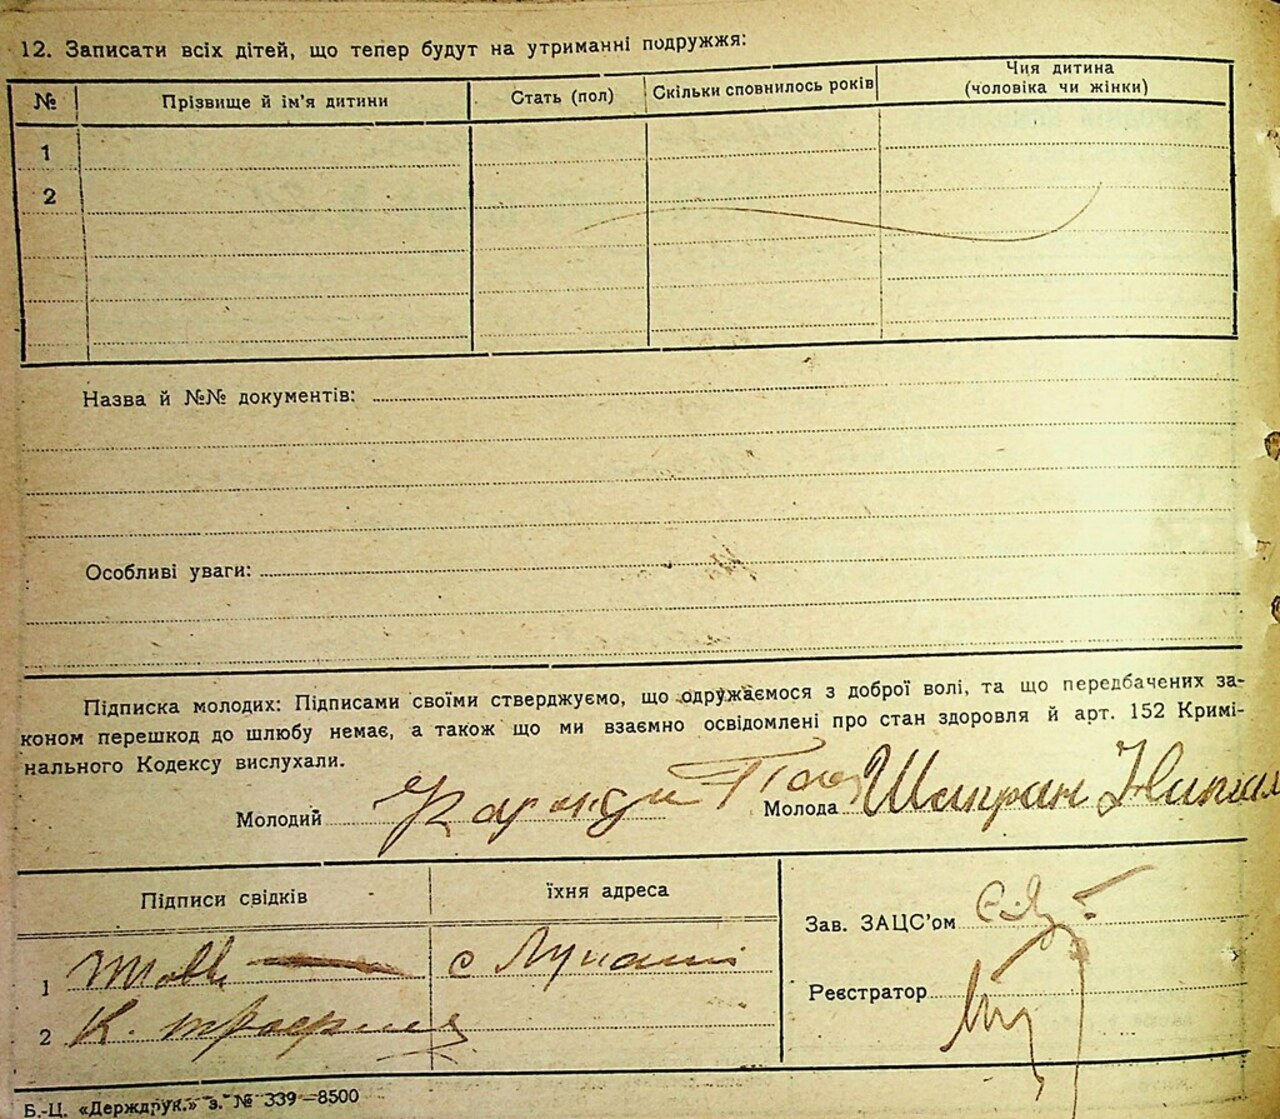 12. Записати всіх дітей, що тепер будут на утриманні подружжя:
№ Прізвище й ім'я дитини Стать (пол) Скільки сповнилось років Чия дитина
(чоловіка чи жінки)
1
2
Назва й №№ документів:
Особливі уваги:
Підписка молодих: Підписами своїми стверджуємо, що одружаємося з доброї волі, та що передбачених за-
коном перешкод до шлюбу немає, а також що ми взаємно освідомлені про стан здоровля й арт. 152 Кримі-
нального Кодексу вислухали.
Молодий Молода
Підписи свідків їхня адреса
Зав. ЗАЦС'ом
1 с
Реєстратор
2 К.
Б.-Ц. «Держдрук.» з. № 339—8500